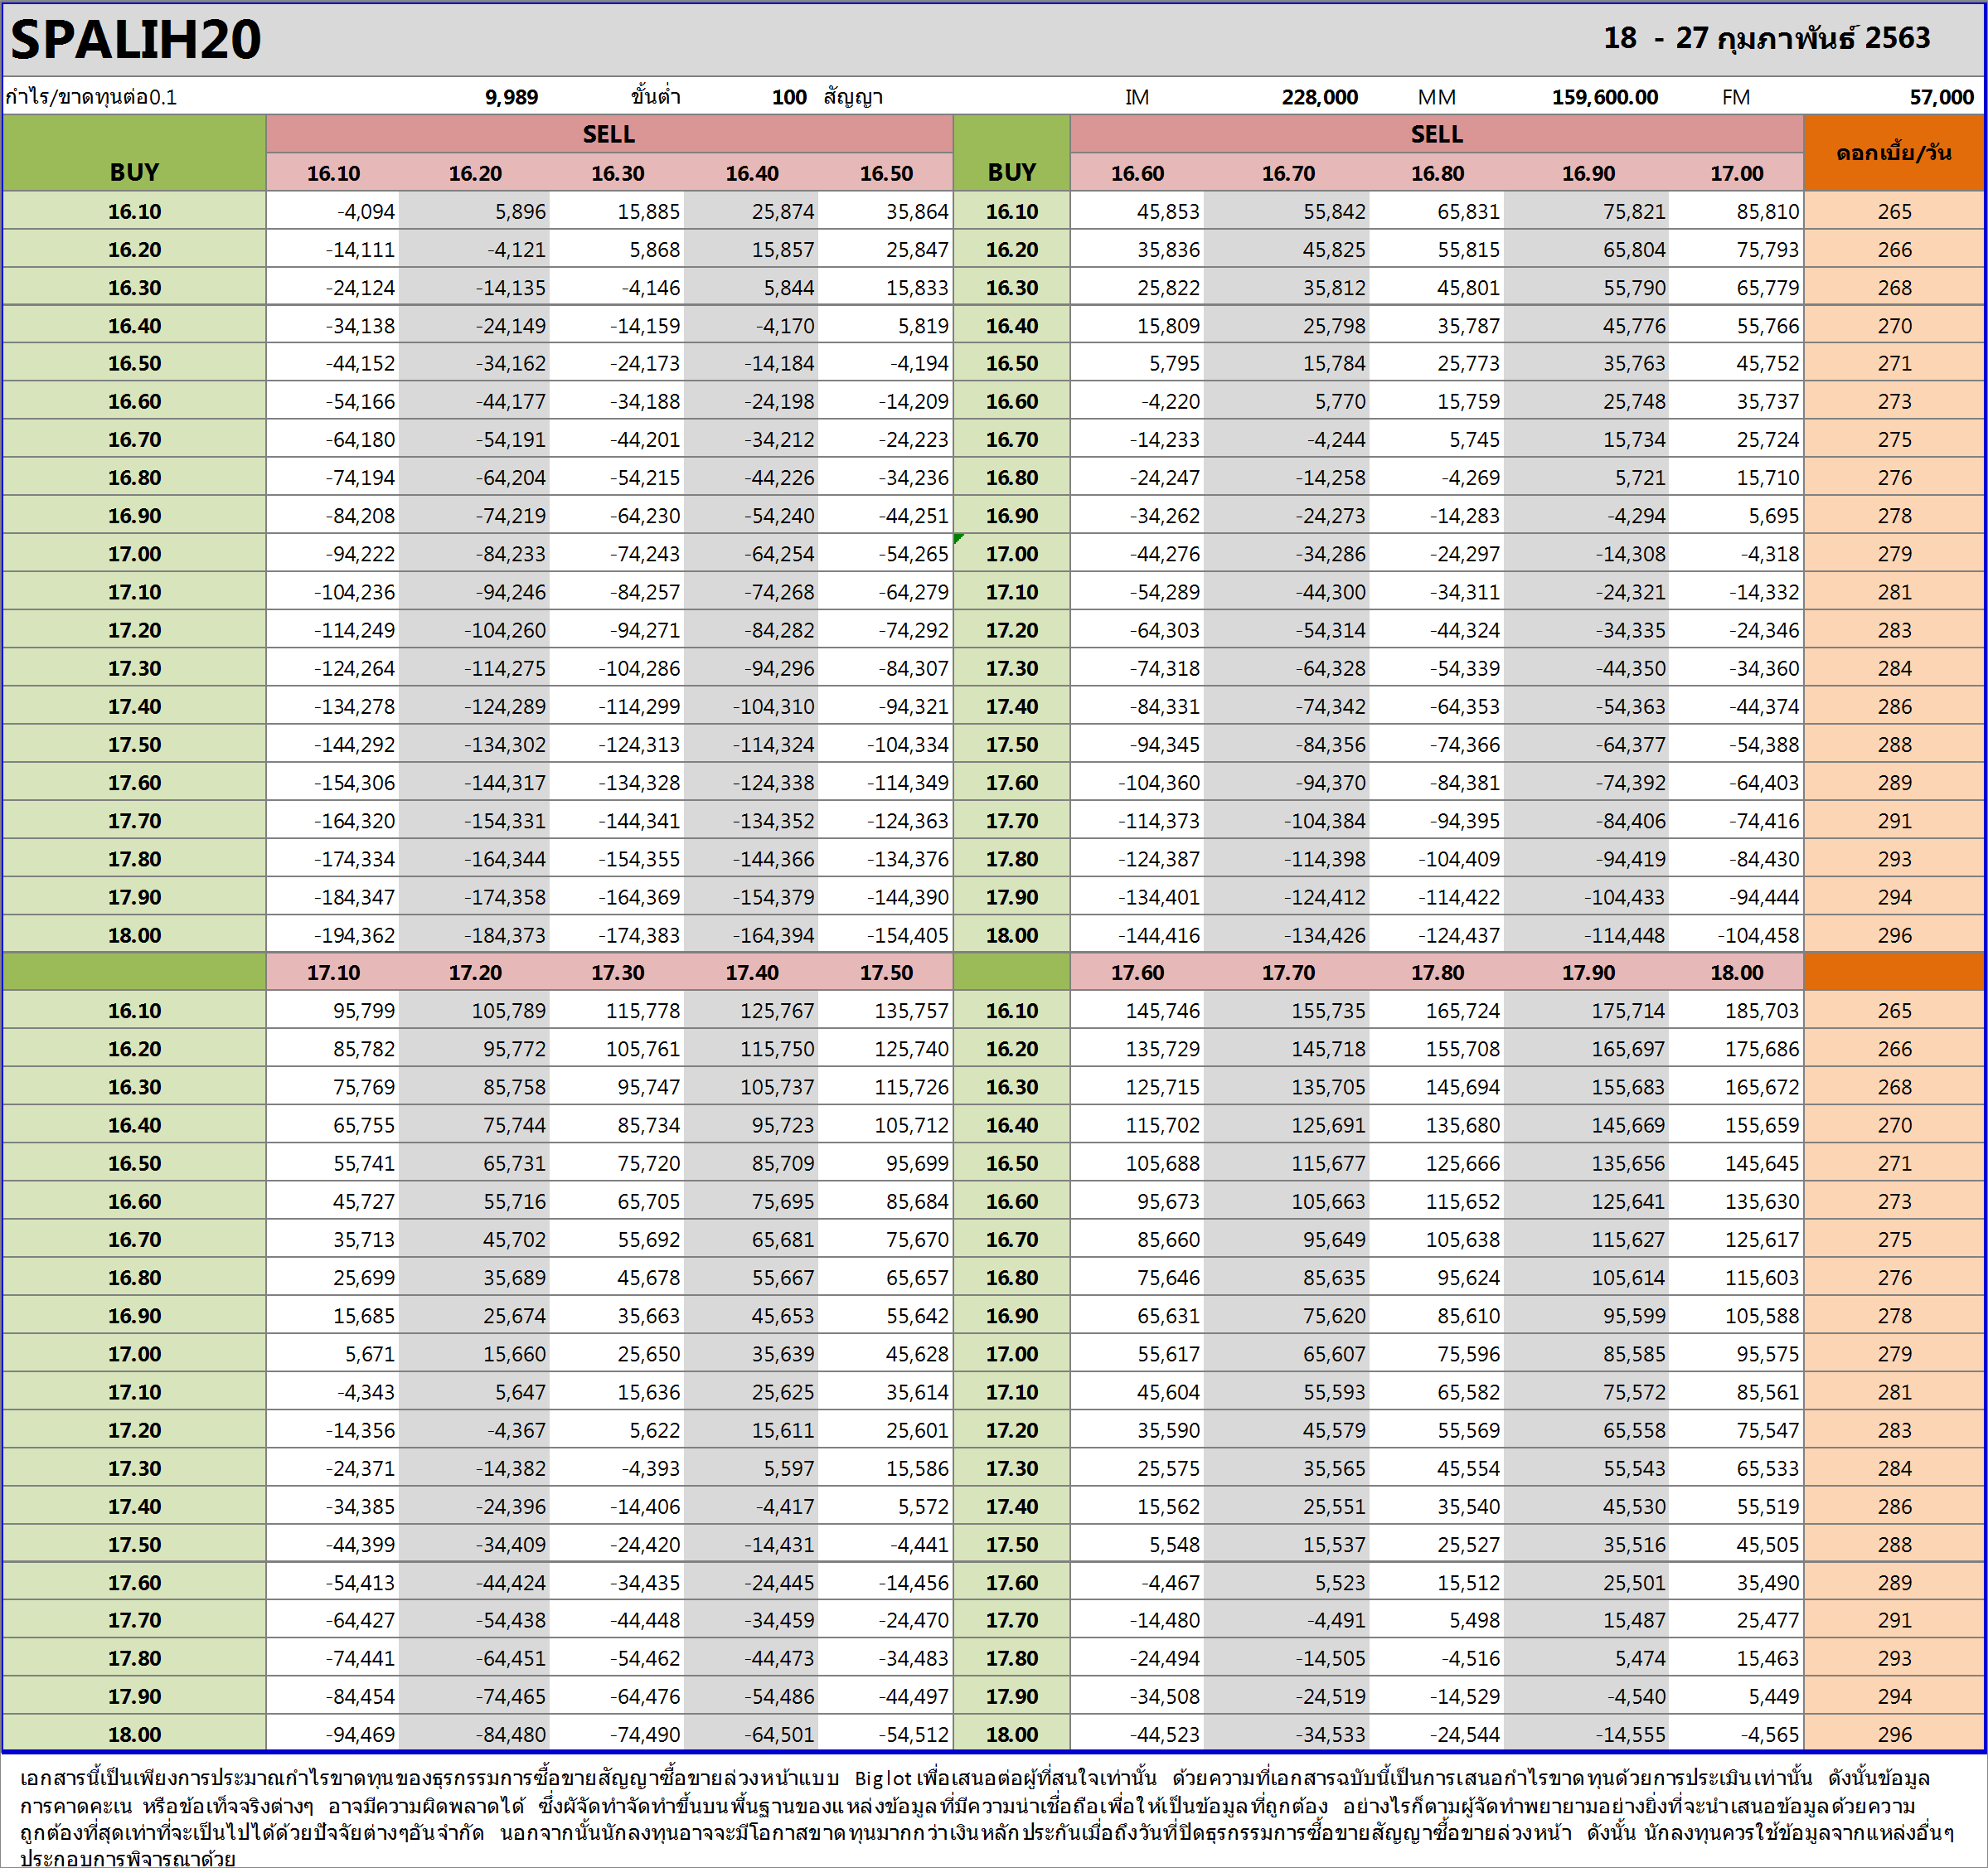 SPALIH20 18 - 27 กุมภาพันธ์ 2563
กำไร/ขาดทุนต่อ0.1 9,989 ขั้นต่ำ 100 สัญญา IM 228,000 MM 159,600.00 FM 57,000
BUY SELL BUY SELL ดอกเบี้ย/วัน
16.10 16.20 16.30 16.40 16.50 16.60 16.70 16.80 16.90 17.00
16.10 -4,094 5,896 15,885 25,874 35,864 16.10 45,853 55,842 65,831 75,821 85,810 265
16.20 -14,111 -4,121 5,868 15,857 25,847 16.20 35,836 45,825 55,815 65,804 75,793 266
16.30 -24,124 -14,135 -4,146 5,844 15,833 16.30 25,822 35,812 45,801 55,790 65,779 268
16.40 -34,138 -24,149 -14,159 -4,170 5,819 16.40 15,809 25,798 35,787 45,776 55,766 270
16.50 -44,152 -34,162 -24,173 -14,184 -4,194 16.50 5,795 15,784 25,773 35,763 45,752 271
16.60 -54,166 -44,177 -34,188 -24,198 -14,209 16.60 -4,220 5,770 15,759 25,748 35,737 273
16.70 -64,180 -54,191 -44,201 -34,212 -24,223 16.70 -14,233 -4,244 5,745 15,734 25,724 275
16.80 -74,194 -64,204 -54,215 -44,226 -34,236 16.80 -24,247 -14,258 -4,269 5,721 15,710 276
16.90 -84,208 -74,219 -64,230 -54,240 -44,251 16.90 -34,262 -24,273 -14,283 -4,294 5,695 278
17.00 -94,222 -84,233 -74,243 -64,254 -54,265 17.00 -44,276 -34,286 -24,297 -14,308 -4,318 279
17.10 -104,236 -94,246 -84,257 -74,268 -64,279 17.10 -54,289 -44,300 -34,311 -24,321 -14,332 281
17.20 -114,249 -104,260 -94,271 -84,282 -74,292 17.20 -64,303 -54,314 -44,324 -34,335 -24,346 283
17.30 -124,264 -114,275 -104,286 -94,296 -84,307 17.30 -74,318 -64,328 -54,339 -44,350 -34,360 284
17.40 -134,278 -124,289 -114,299 -104,310 -94,321 17.40 -84,331 -74,342 -64,353 -54,363 -44,374 286
17.50 -144,292 -134,302 -124,313 -114,324 -104,334 17.50 -94,345 -84,356 -74,366 -64,377 -54,388 288
17.60 -154,306 -144,317 -134,328 -124,338 -114,349 17.60 -104,360 -94,370 -84,381 -74,392 -64,403 289
17.70 -164,320 -154,331 -144,341 -134,352 -124,363 17.70 -114,373 -104,384 -94,395 -84,406 -74,416 291
17.80 -174,334 -164,344 -154,355 -144,366 -134,376 17.80 -124,387 -114,398 -104,409 -94,419 -84,430 293
17.90 -184,347 -174,358 -164,369 -154,379 -144,390 17.90 -134,401 -124,412 -114,422 -104,433 -94,444 294
18.00 -194,362 -184,373 -174,383 -164,394 -154,405 18.00 -144,416 -134,426 -124,437 -114,448 -104,458 296
17.10 17.20 17.30 17.40 17.50 17.60 17.70 17.80 17.90 18.00
16.10 95,799 105,789 115,778 125,767 135,757 16.10 145,746 155,735 165,724 175,714 185,703 265
16.20 85,782 95,772 105,761 115,750 125,740 16.20 135,729 145,718 155,708 165,697 175,686 266
16.30 75,769 85,758 95,747 105,737 115,726 16.30 125,715 135,705 145,694 155,683 165,672 268
16.40 65,755 75,744 85,734 95,723 105,712 16.40 115,702 125,691 135,680 145,669 155,659 270
16.50 55,741 65,731 75,720 85,709 95,699 16.50 105,688 115,677 125,666 135,656 145,645 271
16.60 45,727 55,716 65,705 75,695 85,684 16.60 95,673 105,663 115,652 125,641 135,630 273
16.70 35,713 45,702 55,692 65,681 75,670 16.70 85,660 95,649 105,638 115,627 125,617 275
16.80 25,699 35,689 45,678 55,667 65,657 16.80 75,646 85,635 95,624 105,614 115,603 276
16.90 15,685 25,674 35,663 45,653 55,642 16.90 65,631 75,620 85,610 95,599 105,588 278
17.00 5,671 15,660 25,650 35,639 45,628 17.00 55,617 65,607 75,596 85,585 95,575 279
17.10 -4,343 5,647 15,636 25,625 35,614 17.10 45,604 55,593 65,582 75,572 85,561 281
17.20 -14,356 -4,367 5,622 15,611 25,601 17.20 35,590 45,579 55,569 65,558 75,547 283
17.30 -24,371 -14,382 -4,393 5,597 15,586 17.30 25,575 35,565 45,554 55,543 65,533 284
17.40 -34,385 -24,396 -14,406 -4,417 5,572 17.40 15,562 25,551 35,540 45,530 55,519 286
17.50 -44,399 -34,409 -24,420 -14,431 -4,441 17.50 5,548 15,537 25,527 35,516 45,505 288
17.60 -54,413 -44,424 -34,435 -24,445 -14,456 17.60 -4,467 5,523 15,512 25,501 35,490 289
17.70 -64,427 -54,438 -44,448 -34,459 -24,470 17.70 -14,480 -4,491 5,498 15,487 25,477 291
17.80 -74,441 -64,451 -54,462 -44,473 -34,483 17.80 -24,494 -14,505 -4,516 5,474 15,463 293
17.90 -84,454 -74,465 -64,476 -54,486 -44,497 17.90 -34,508 -24,519 -14,529 -4,540 5,449 294
18.00 -94,469 -84,480 -74,490 -64,501 -54,512 18.00 -44,523 -34,533 -24,544 -14,555 -4,565 296
เอกสารนี้เป็นเพียงการประมาณกำไรขาดทุนของธุรกรรมการซื้อขายสัญญาซื้อขายล่วงหน้าแบบ Big lot เพื่อเสนอต่อผู้ที่สนใจเท่านั้น ด้วยความที่เอกสารฉบับนี้เป็นการเสนอกำไรขาดทุนด้วยการประเมินเท่านั้น ดังนั้นข้อมูล
การคาดคะเน หรือข้อเท็จจริงต่างๆ อาจมีความผิดพลาดได้ ซึ่งผัจัดทำจัดทำขึ้นบนพื้นฐานของแหล่งข้อมูลที่มีความน่าเชื่อถือเพื่อให้เป็นข้อมูลที่ถูกต้อง อย่างไรก็ตามผู้จัดทำพยายามอย่างยิ่งที่จะนำเสนอข้อมูลด้วยความ
ถูกต้องที่สุดเท่าที่จะเป็นไปได้ด้วยปัจจัยต่างๆอันจำกัด นอกจากนั้นนักลงทุนอาจจะมีโอกาสขาดทุนมากกว่าเงินหลักประกันเมื่อถึงวันที่ปิดธุรกรรมการซื้อขายสัญญาซื้อขายล่วงหน้า ดังนั้น นักลงทุนควรใช้ข้อมูลจากแหล่งอื่นๆ
ประกอบการพิจารณาด้วย